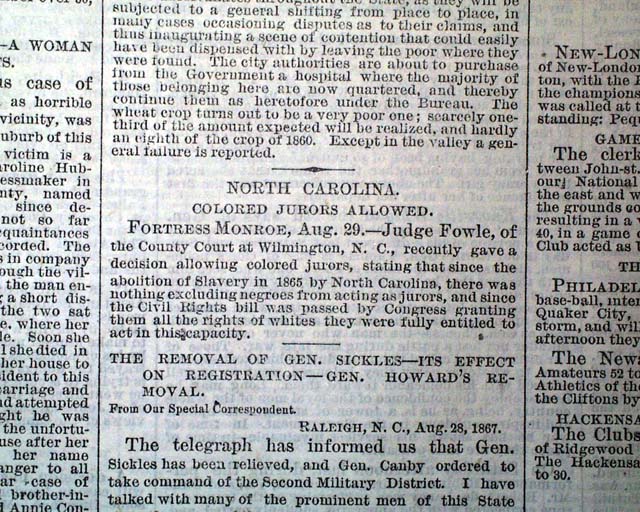 —A WOMAN
us case of
as horrible
vicinity, was
uburb of this
victim is a
roline Hub-
essmaker in
nty, named
since de-
not so far
cquaintances
corded. The
s in company
ough the vil-
the man en-
g a short dis-
the two sat
e, where her
le. Soon she
l she died in
her house to
sident to this
carriage and
nd attempted
ght he was
the unfortu-
use after her
her name
anger to all
ar case of
brother-in-
d Annie Con-
subjected to a general shifting from place to place, in
many cases occasioning disputes as to their claims, and
thus inaugurating a scene of contention that could easily
have been dispensed with by leaving the poor where they
were found. The city authorities are about to purchase
from the Government a hospital where the majority of
those belonging here are now quartered, and thereby
continue them as heretofore under the Bureau. The
wheat crop turns out to be a very poor one; scarcely one-
third of the amount expected will be realized, and hardly
an eighth of the crop of 1860. Except in the valley a gen-
eral failure is reported.
NORTH CAROLINA.
COLORED JURORS ALLOWED.
FORTRESS MONROE, Aug. 29.—Judge Fowle, of
the County Court at Wilmington, N. C., recently gave a
decision allowing colored jurors, stating that since the
abolition of Slavery in 1865 by North Carolina, there was
nothing excluding negroes from acting as jurors, and since
the Civil Rights bill was passed by Congress granting
them all the rights of whites they were fully entitled to
act in this capacity.
THE REMOVAL OF GEN. SICKLES—ITS EFFECT
ON REGISTRATION—GEN. HOWARD'S RE-
MOVAL.
From Our Special Correspondent.
RALEIGH, N. C., Aug. 28, 1867.
The telegraph has informed us that Gen.
Sickles has been relieved, and Gen. Canby ordered to
take command of the Second Military District. I have
talked with many of the prominent men of this State
NEW-LON
of New-London
ton, with the
the champions
was called at
standing: Pequ
GAME
The clerk
tween John-st.
our National
the east and w
the grounds co
resulting in a
40, in a game
Club acted as
TH
PHILADEL
base-ball, inter
Quaker City,
storm, and wil
afternoon they
The New
Amateurs 52 to
Athletics of th
the Cliftons by
HACKENSA
The Clubs
of Ridgewood
The Hackensa
to 30.